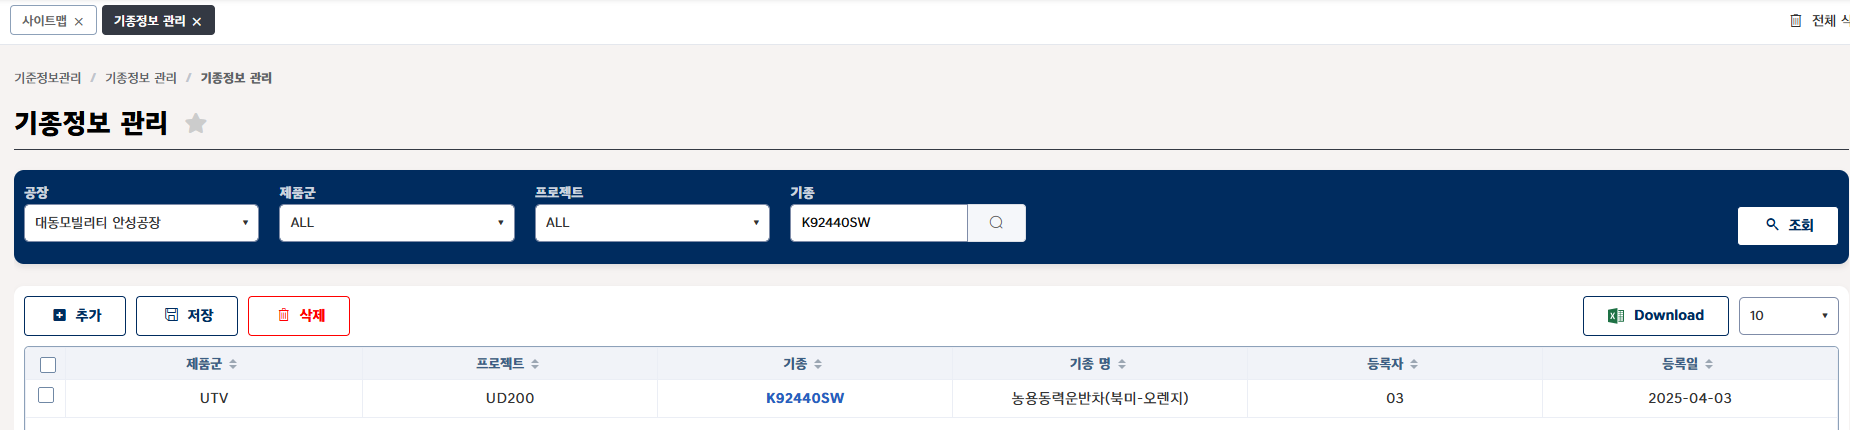 사이트맵 ×
기종정보 관리 ×
전체
기준정보관리 / 기종정보 관리 / 기종정보 관리
기종정보 관리
공장
제품군
프로젝트
기종
대동모빌리티 안성공장
ALL
ALL
K92440SW
조회
추가
저장
삭제
Download
10
제품군
프로젝트
기종
기종 명
등록자
등록일
UTV
UD200
K92440SW
농용동력운반차(북미-오렌지)
03
2025-04-03